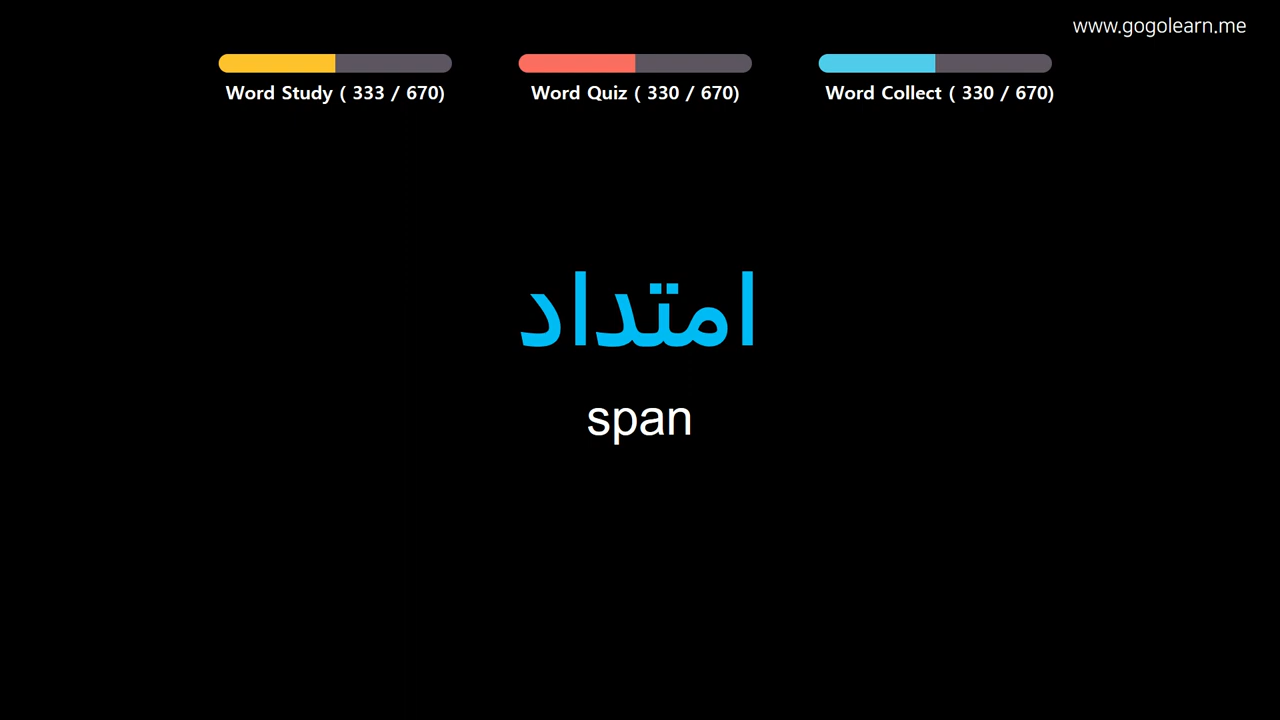 www.gogolearn.me
Word Study ( 333 / 670)
Word Quiz ( 330 / 670)
Word Collect ( 330 / 670)
امتداد
span